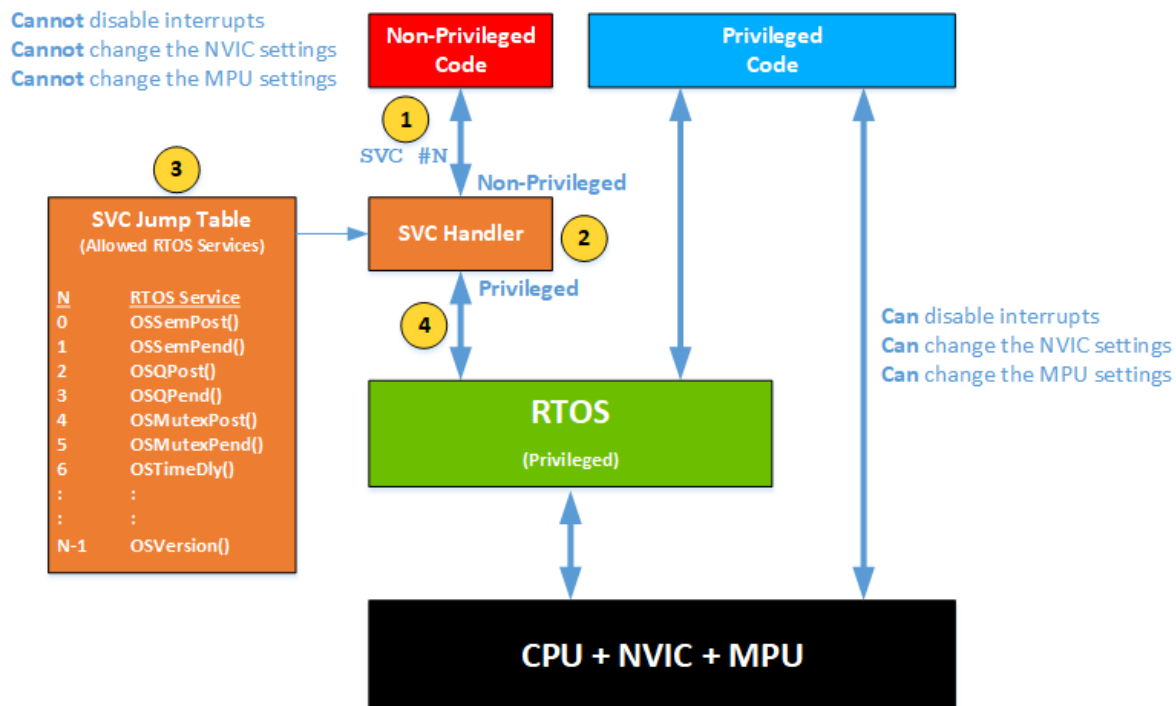 Cannot disable interrupts
Cannot change the NVIC settings
Cannot change the MPU settings
Non-Privileged
Code
Privileged
Code
1
SVC #N
Non-Privileged
3
SVC Jump Table
(Allowed RTOS Services)
N RTOS Service
0 OSSemPost()
1 OSSemPend()
2 OSQPost()
3 OSQPend()
4 OSMutexPost()
5 OSMutexPend()
6 OSTimeDly()
: :
: :
N-1 OSVersion()
SVC Handler
2
Privileged
4
Can disable interrupts
Can change the NVIC settings
Can change the MPU settings
RTOS
(Privileged)
CPU + NVIC + MPU